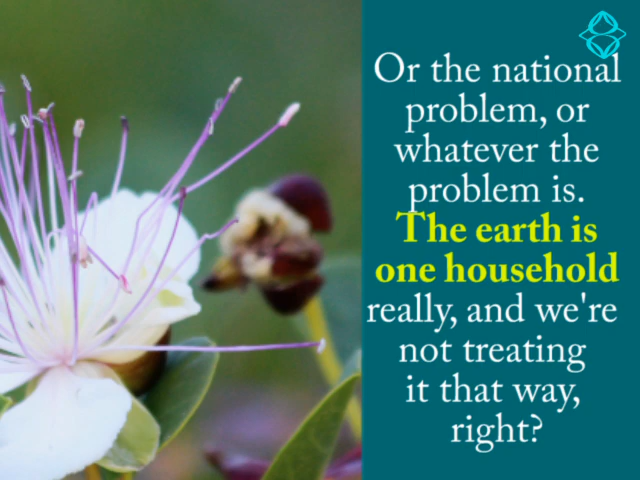 Or the national
problem, or
whatever the
problem is.
The earth is
one household
really, and we're
not treating
it that way,
right?